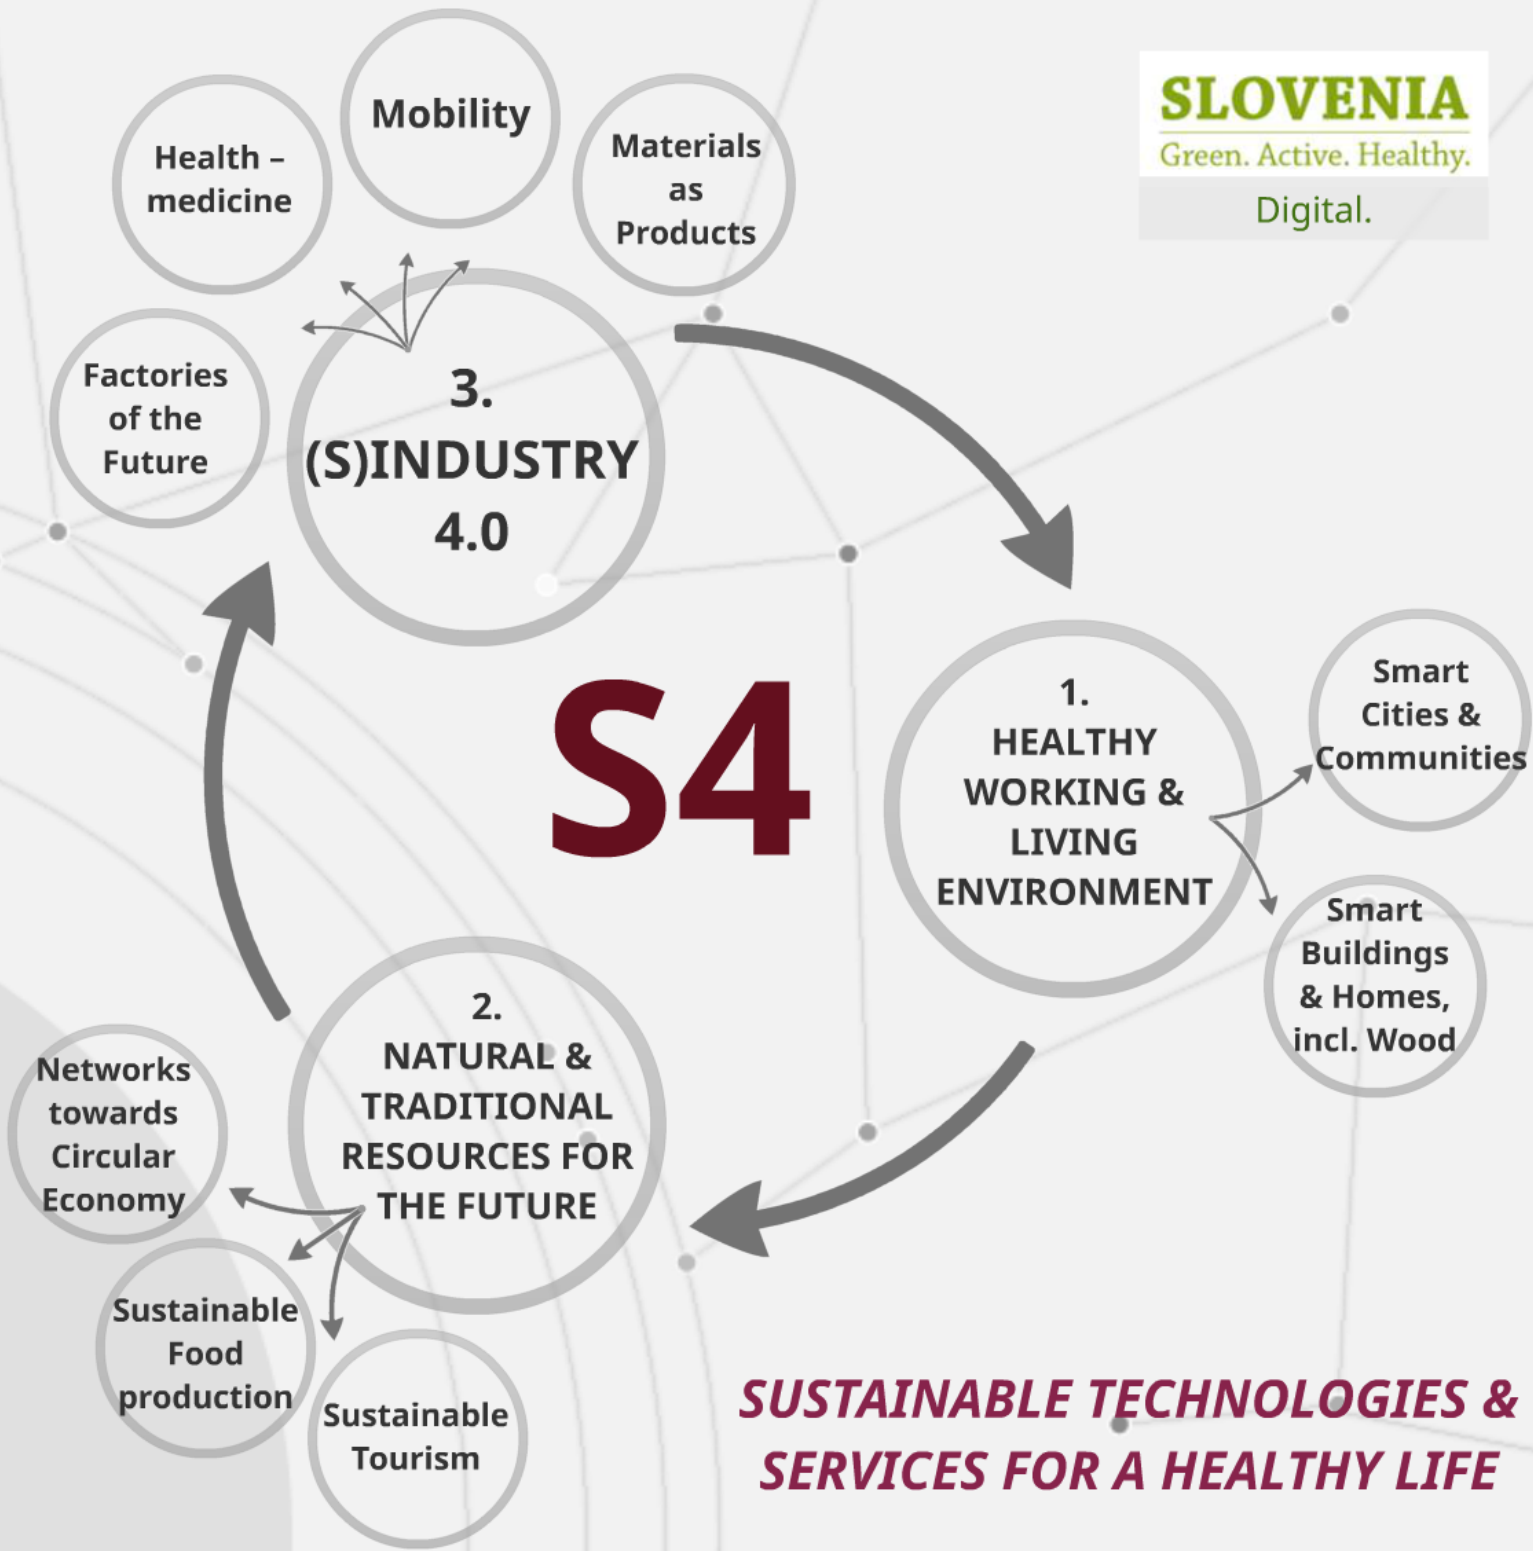 Mobility
Health –
medicine
Materials
as
Products
Factories
of the
Future
3.
(S)INDUSTRY
4.0
SLOVENIA
Green. Active. Healthy.
Digital.
S4
1.
HEALTHY
WORKING &
LIVING
ENVIRONMENT
Smart
Cities &
Communities
Smart
Buildings
& Homes,
incl. Wood
2.
NATURAL &
TRADITIONAL
RESOURCES FOR
THE FUTURE
Networks
towards
Circular
Economy
Sustainable
Food
production
Sustainable
Tourism
SUSTAINABLE TECHNOLOGIES &
SERVICES FOR A HEALTHY LIFE